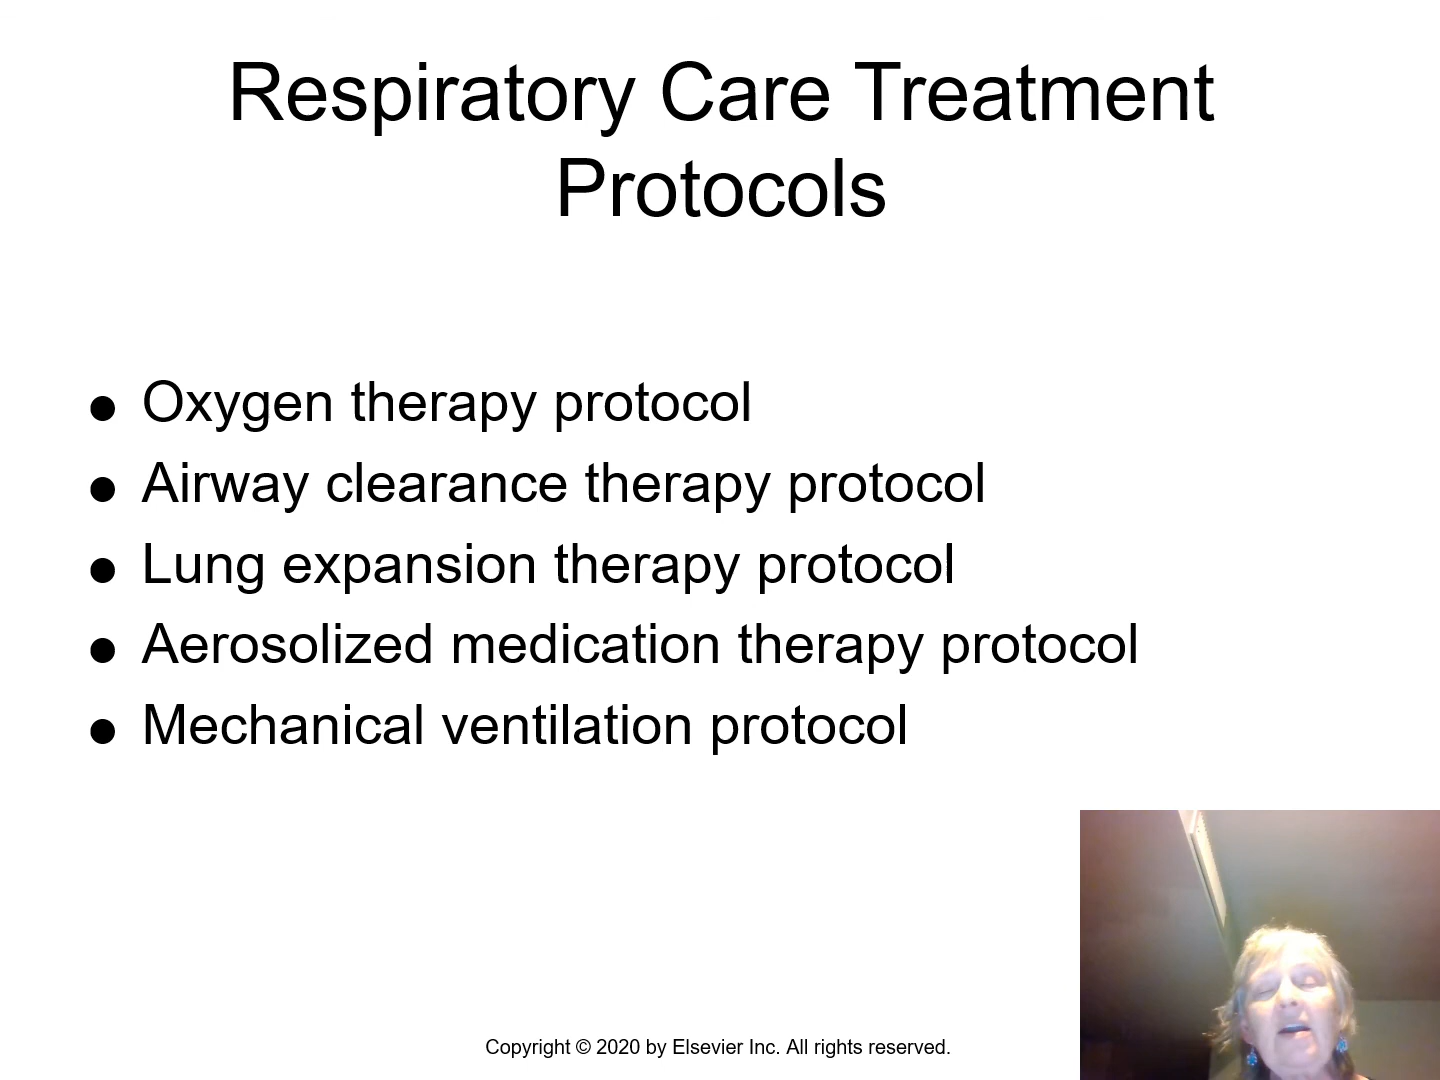 Respiratory Care Treatment
Protocols
● Oxygen therapy protocol
● Airway clearance therapy protocol
● Lung expansion therapy protocol
● Aerosolized medication therapy protocol
● Mechanical ventilation protocol
Copyright © 2020 by Elsevier Inc. All rights reserved.